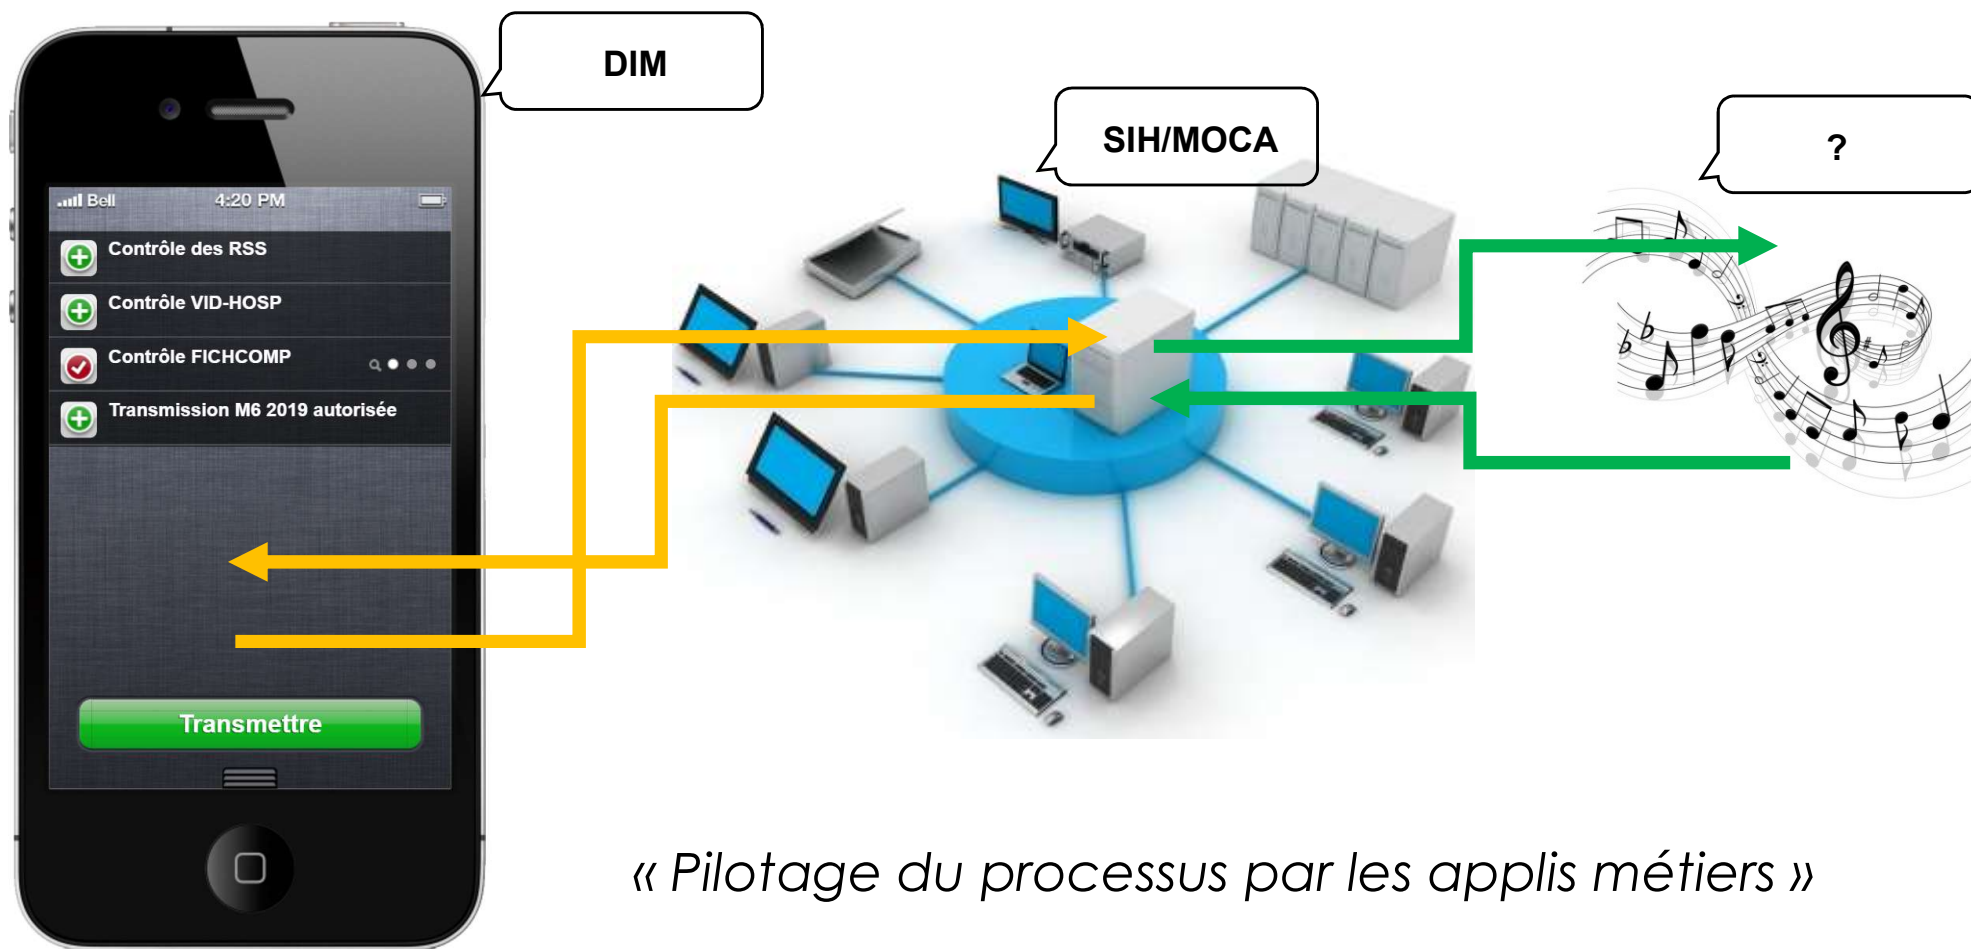 DIM
SIH/MOCA
?
Bell 4:20 PM
Contrôle des RSS
Contrôle VID-HOSP
Contrôle FICHCOMP
Transmission M6 2019 autorisée
Transmettre
« Pilotage du processus par les applis métiers »